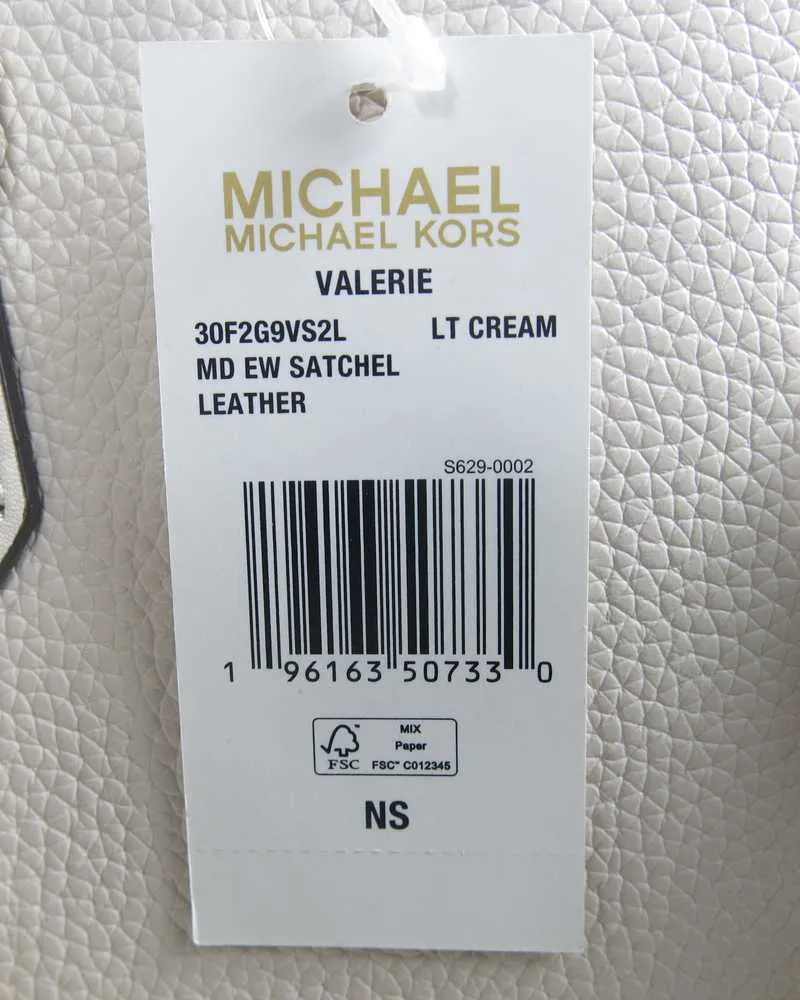 MICHAEL
MICHAEL KORS
VALERIE
30F2G9VS2L LT CREAM
MD EW SATCHEL
LEATHER
S629-0002
1 96163 50733 0
MIX
Paper
FSC FSC™ C012345
NS